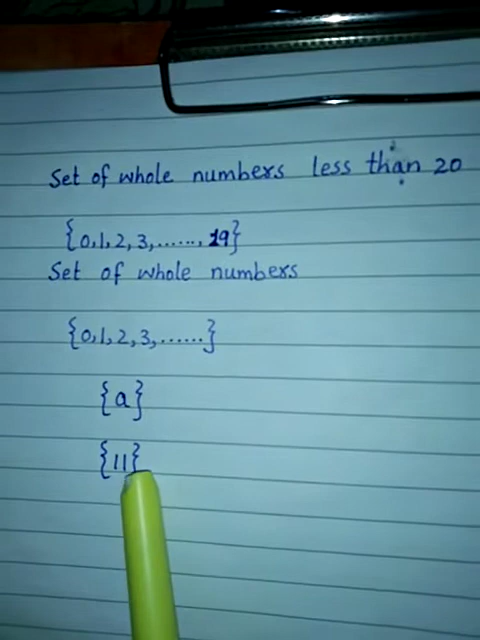 Set of whole numbers less than 20
{0,1,2,3,......., 19}
Set of whole numbers
{0,1,2,3,......}
{a}
{11}